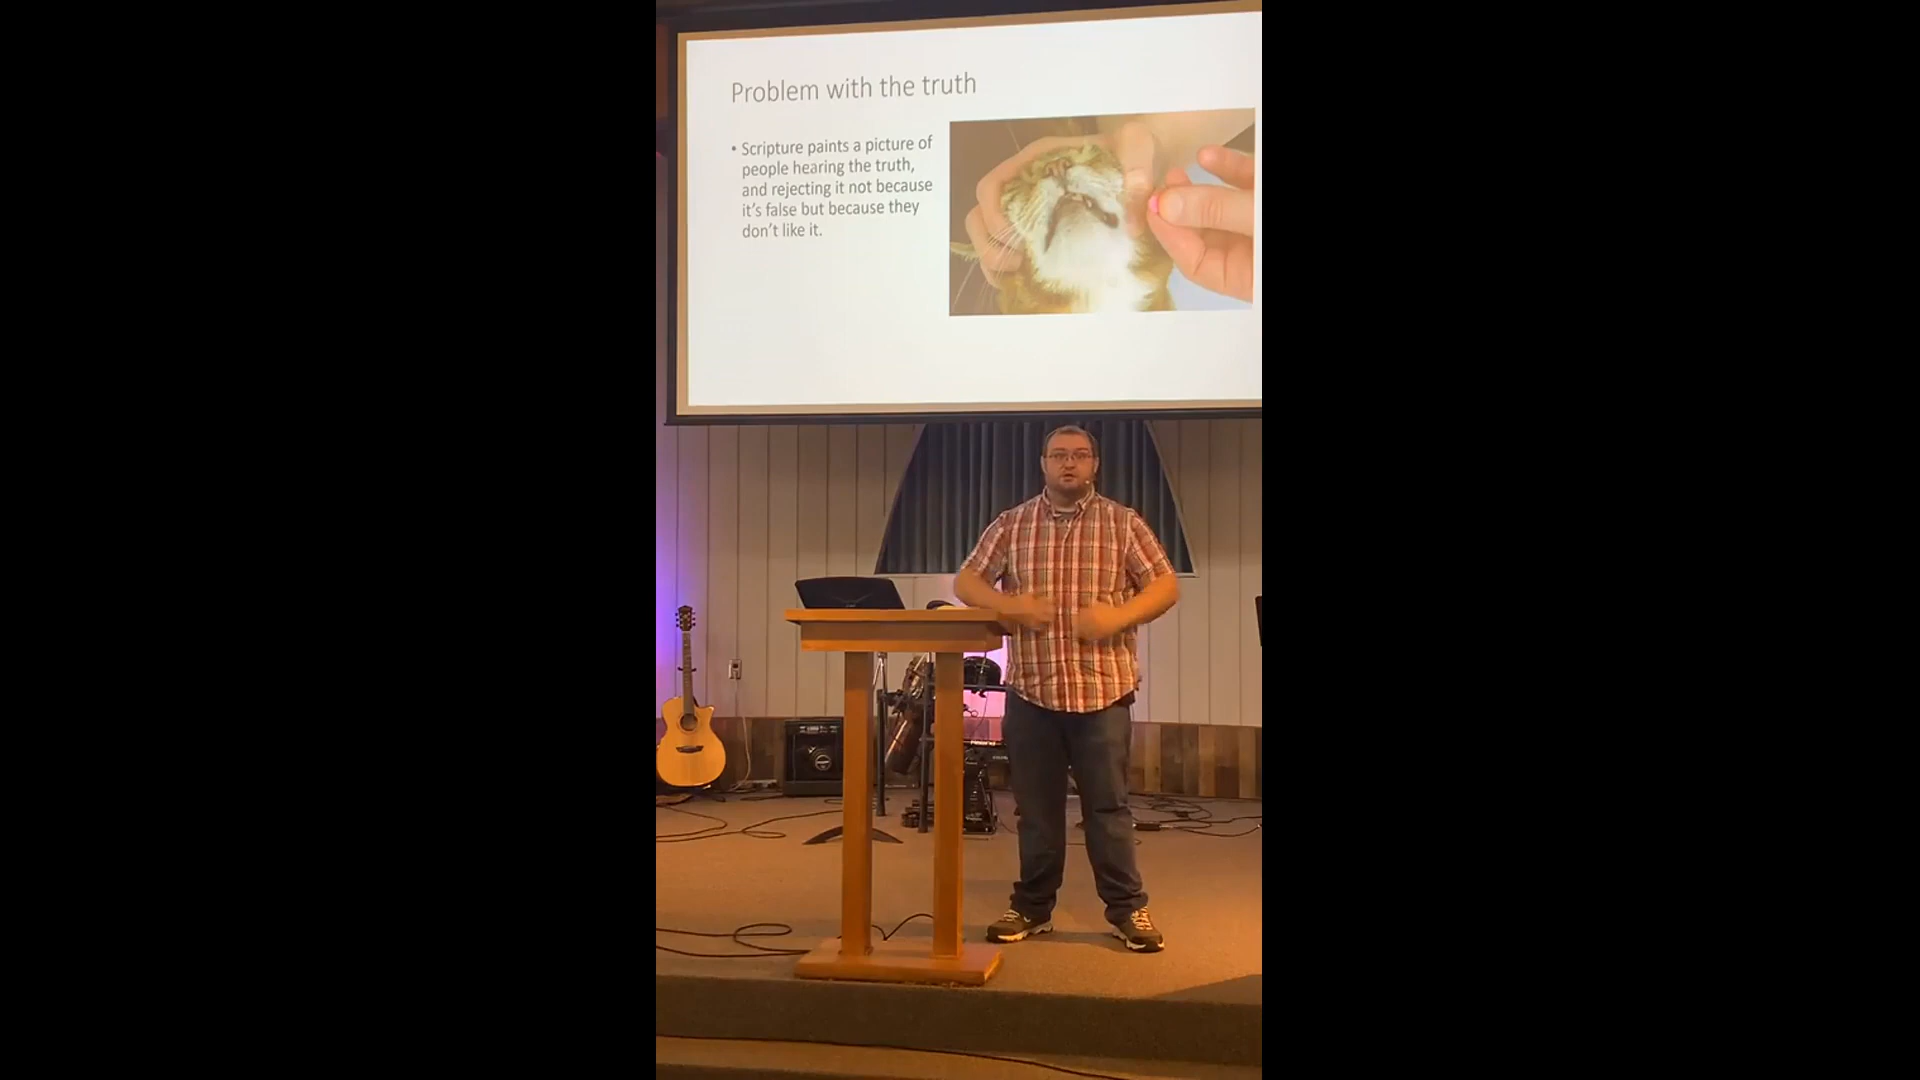 Problem with the truth
• Scripture paints a picture of
people hearing the truth,
and rejecting it not because
it's false but because they
don't like it.